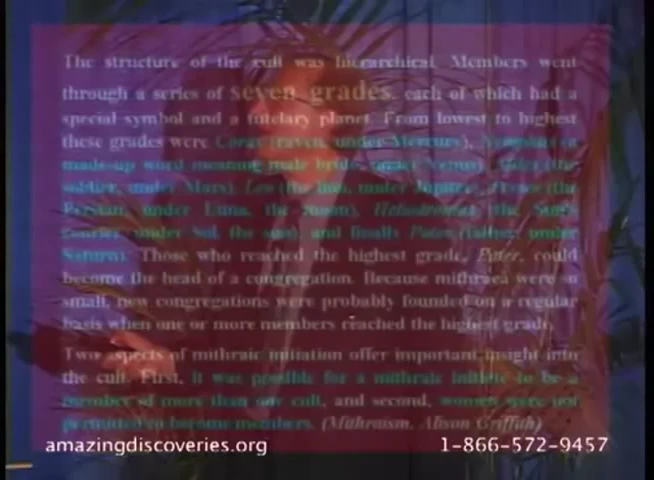 The structure of the cult was hierarchical. Members went
through a series of seven grades, each of which had a
special symbol and a tutelary planet. From lowest to highest
these grades were Corax (raven, under Mercury), Nymphus (a
made-up word meaning male bride, under Venus), Miles (the
soldier, under Mars), Leo (the lion, under Jupiter), Perses (the
Persian, under Luna, the moon), Heliodromus (the Sun's
courier, under Sol, the sun), and finally Pater (father, under
Saturn). Those who reached the highest grade, Pater, could
become the head of a congregation. Because mithraea were so
small, new congregations were probably founded on a regular
basis when one or more members reached the highest grade.
Two aspects of mithraic initiation offer important insight into
the cult. First, it was possible for a mithraic initiate to be a
member of more than one cult, and second, women were not
permitted to become members. (Mithraism, Alison Griffith)
amazingdiscoveries.org 1-866-572-9457